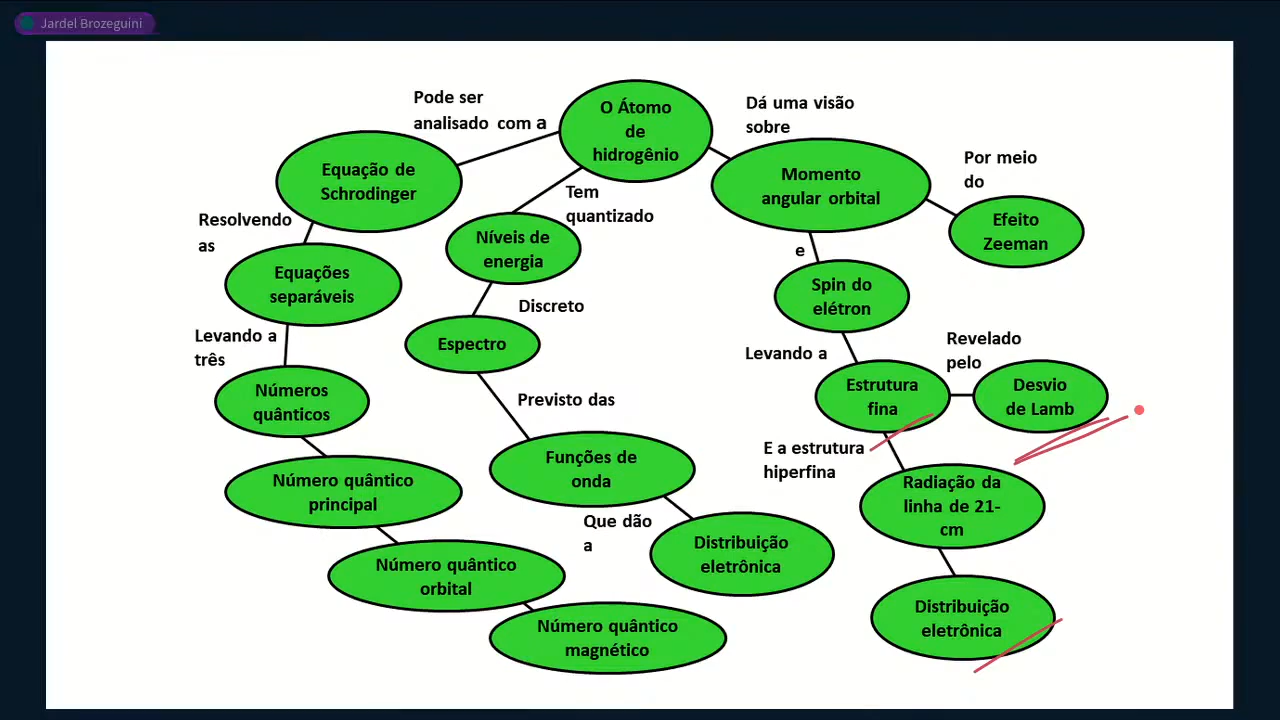 Jardel Brozeguini
O Átomo
de
hidrogênio
Pode ser
analisado com a
Equação de
Schrodinger
Resolvendo
as
Equações
separáveis
Levando a
três
Números
quânticos
Número quântico
principal
Número quântico
orbital
Número quântico
magnético
Tem
quantizado
Níveis de
energia
Discreto
Espectro
Previsto das
Funções de
onda
Que dão
a
Distribuição
eletrônica
Dá uma visão
sobre
Momento
angular orbital
Por meio
do
Efeito
Zeeman
e
Spin do
elétron
Levando a
Estrutura
fina
Revelado
pelo
Desvio
de Lamb
E a estrutura
hiperfina
Radiação da
linha de 21-
cm
Distribuição
eletrônica